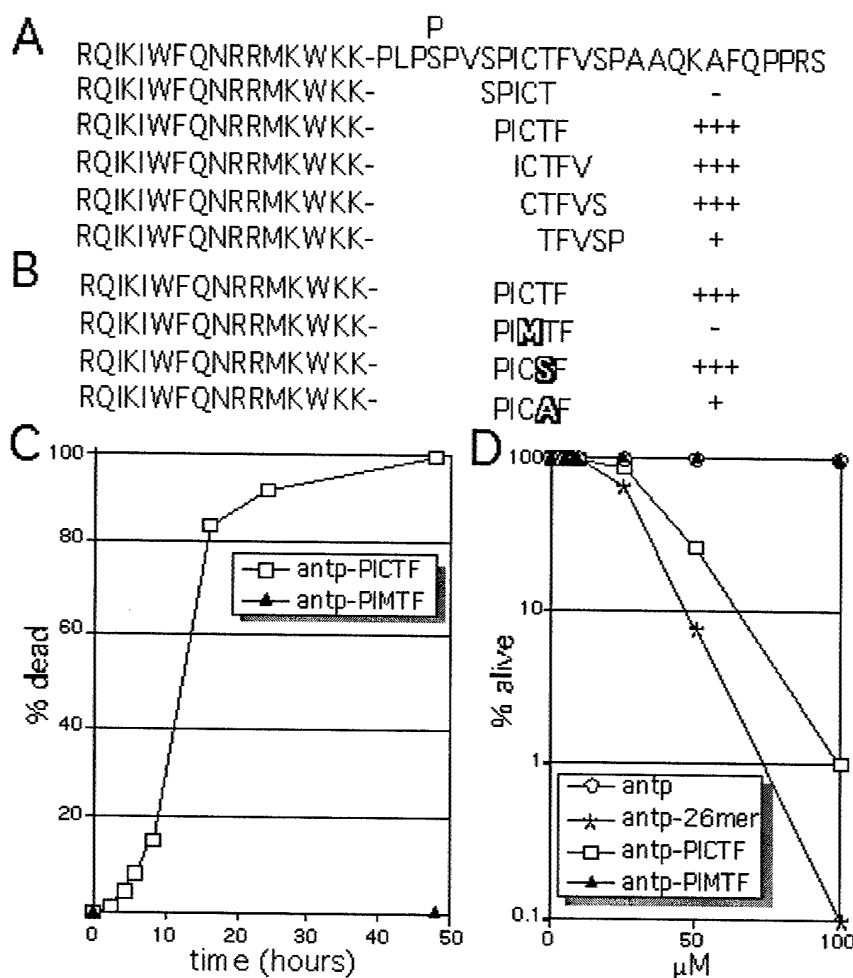 A
P
RQIKIWFQNRRMKWKK-PLPSPVSPICTFVSPAAQKAFQPPRS
RQIKIWFQNRRMKWKK- SPICT -
RQIKIWFQNRRMKWKK- PICTF +++
RQIKIWFQNRRMKWKK- ICTFV +++
RQIKIWFQNRRMKWKK- CTFVS +++
RQIKIWFQNRRMKWKK- TFVSP +
B
RQIKIWFQNRRMKWKK- PICTF +++
RQIKIWFQNRRMKWKK- PIMTF -
RQIKIWFQNRRMKWKK- PICSF +++
RQIKIWFQNRRMKWKK- PICAF +
C
% dead
100
80
60
40
20
antp-PICTF
antp-PIMTF
0 10 20 30 40 50
time (hours)
D
% alive
100
10
1
0.1
antp
antp-26mer
antp-PICTF
antp-PIMTF
0 50 100
µM